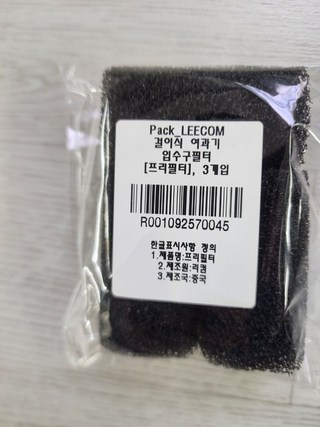 Pack_LEECOM
걸이식 여과기
입수구필터
[프리필터], 3개입
R001092570045
한글표시사항 정의
1.제품명:프리필터
2.제조원:리컴
3.제조국:중국